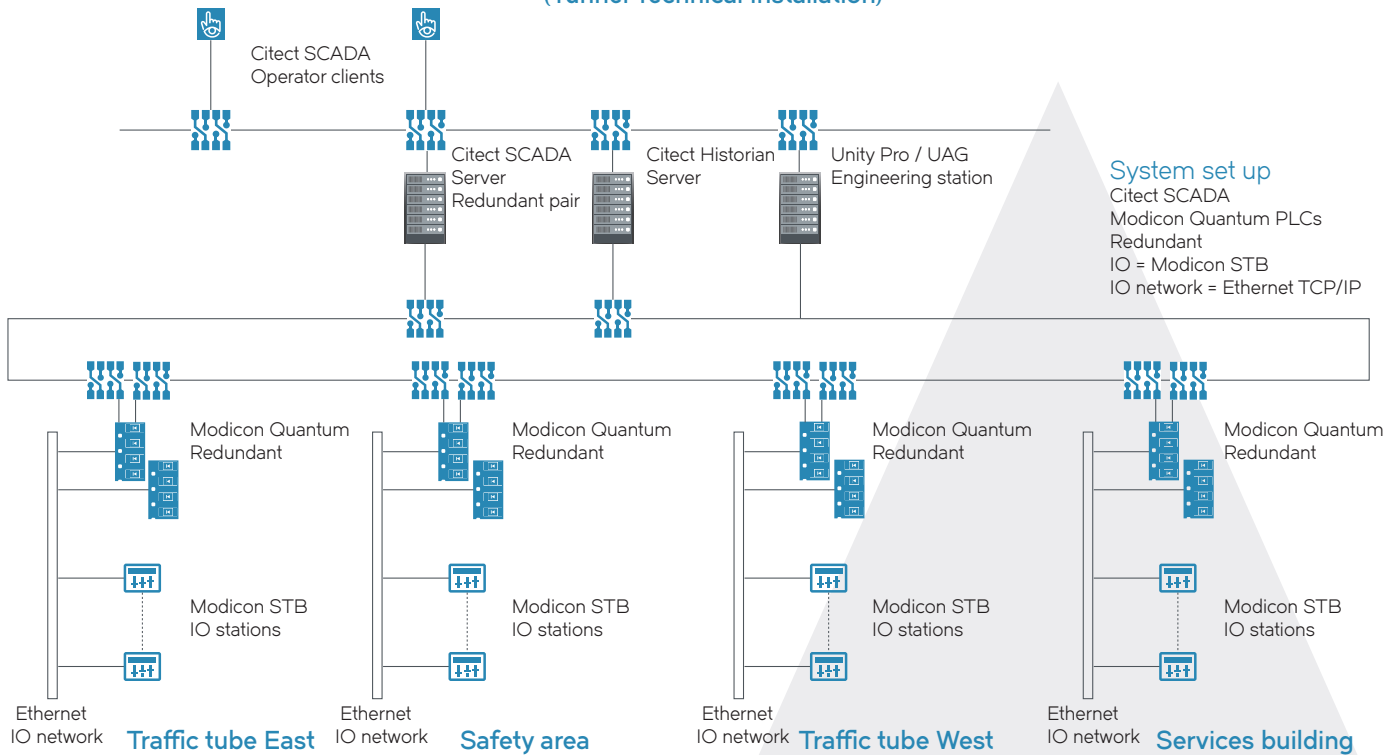 (Tunnel Technical Installation)
Citect SCADA
Operator clients
Citect SCADA
Server
Redundant pair
Citect Historian
Server
Unity Pro / UAG
Engineering station
System set up
Citect SCADA
Modicon Quantum PLCs
Redundant
IO = Modicon STB
IO network = Ethernet TCP/IP
Modicon Quantum
Redundant
Modicon Quantum
Redundant
Modicon Quantum
Redundant
Modicon Quantum
Redundant
Modicon STB
IO stations
Modicon STB
IO stations
Modicon STB
IO stations
Modicon STB
IO stations
Ethernet
IO network
Traffic tube East
Ethernet
IO network
Safety area
Ethernet
IO network
Traffic tube West
Ethernet
IO network
Services building